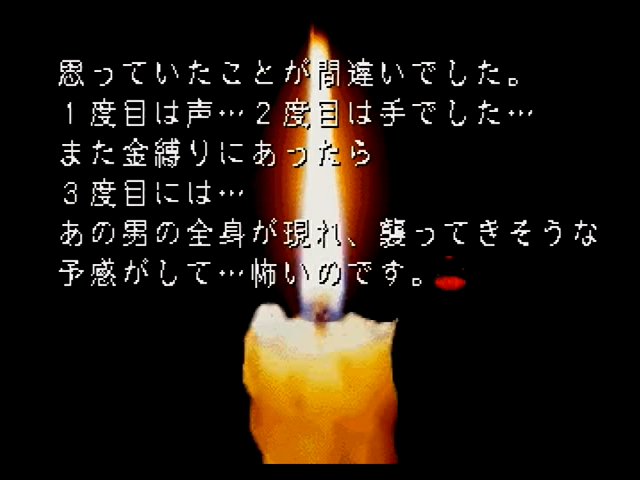 思っていたことが間違いでした。
１度目は声…２度目は手でした…
また金縛りにあったら
３度目には…
あの男の全身が現れ、襲ってきそうな
予感がして…怖いのです。